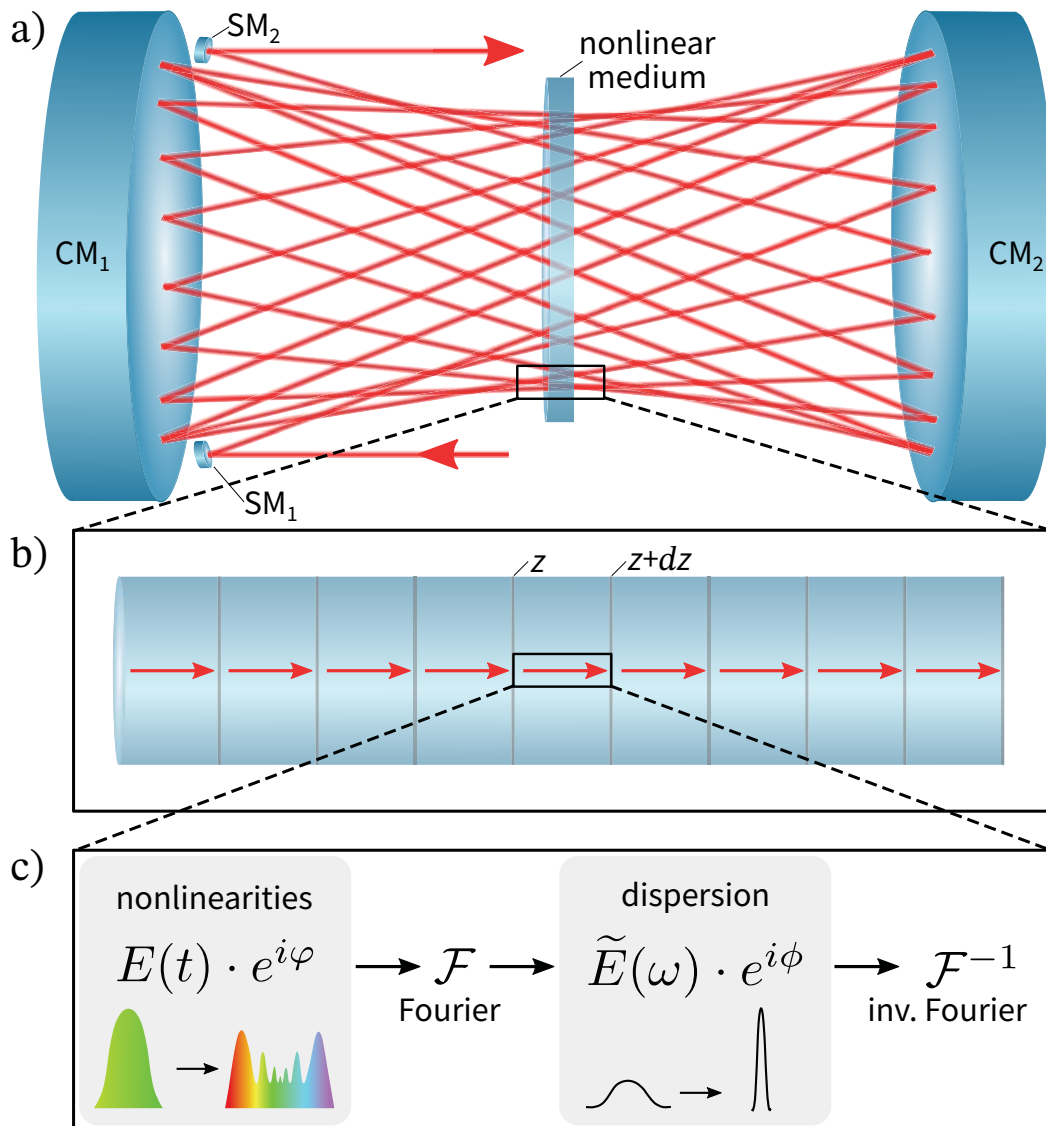 a)
SM₂
nonlinear
medium
CM₁
CM₂
SM₁
b)
z
z+dz
c)
nonlinearities
E(t) · e^{iφ}
ℱ
Fourier
dispersion
Ẽ(ω) · e^{iϕ}
ℱ⁻¹
inv. Fourier